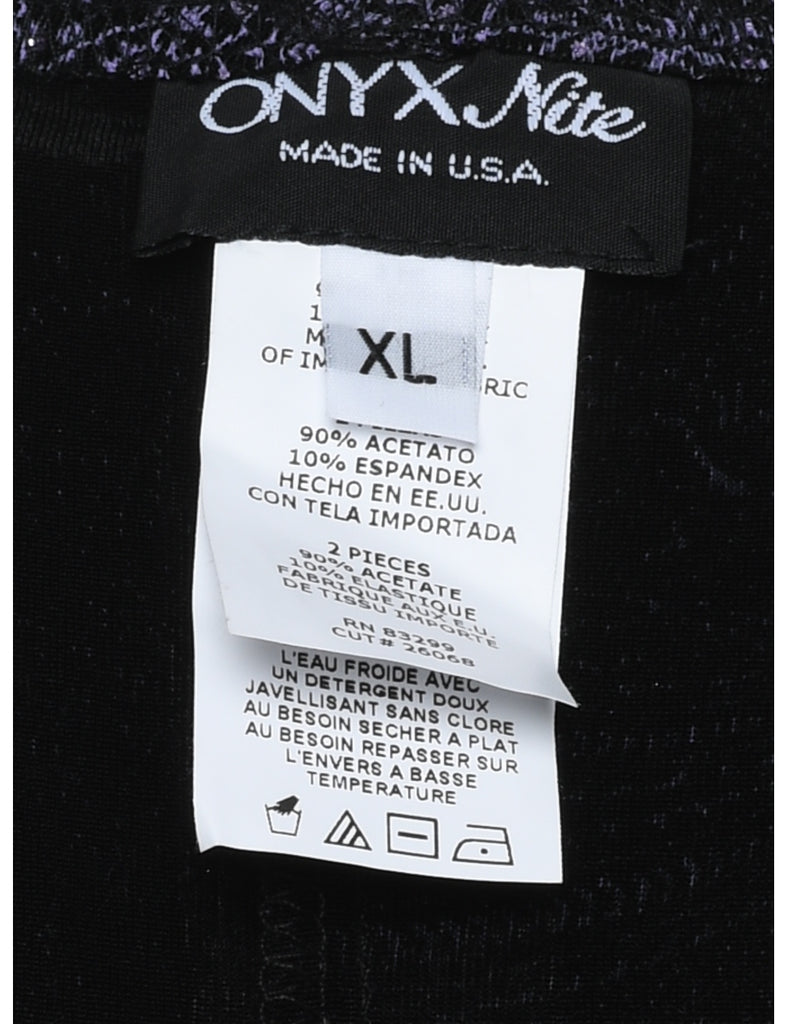 ONYX Nite
MADE IN U.S.A.
XL
OF IM RIC
90% ACETATO
10% ESPANDEX
HECHO EN EE.UU.
CON TELA IMPORTADA
2 PIECES
90% ACETATE
10% ELASTIQUE
FABRIQUE AUX E.U.
DE TISSU IMPORTE
RN 83299
CUT # 26068
L'EAU FROIDE AVEC
UN DETERGENT DOUX
JAVELLISANT SANS CLORE
AU BESOIN SECHER A PLAT
AU BESOIN REPASSER SUR
L'ENVERS A BASSE
TEMPERATURE